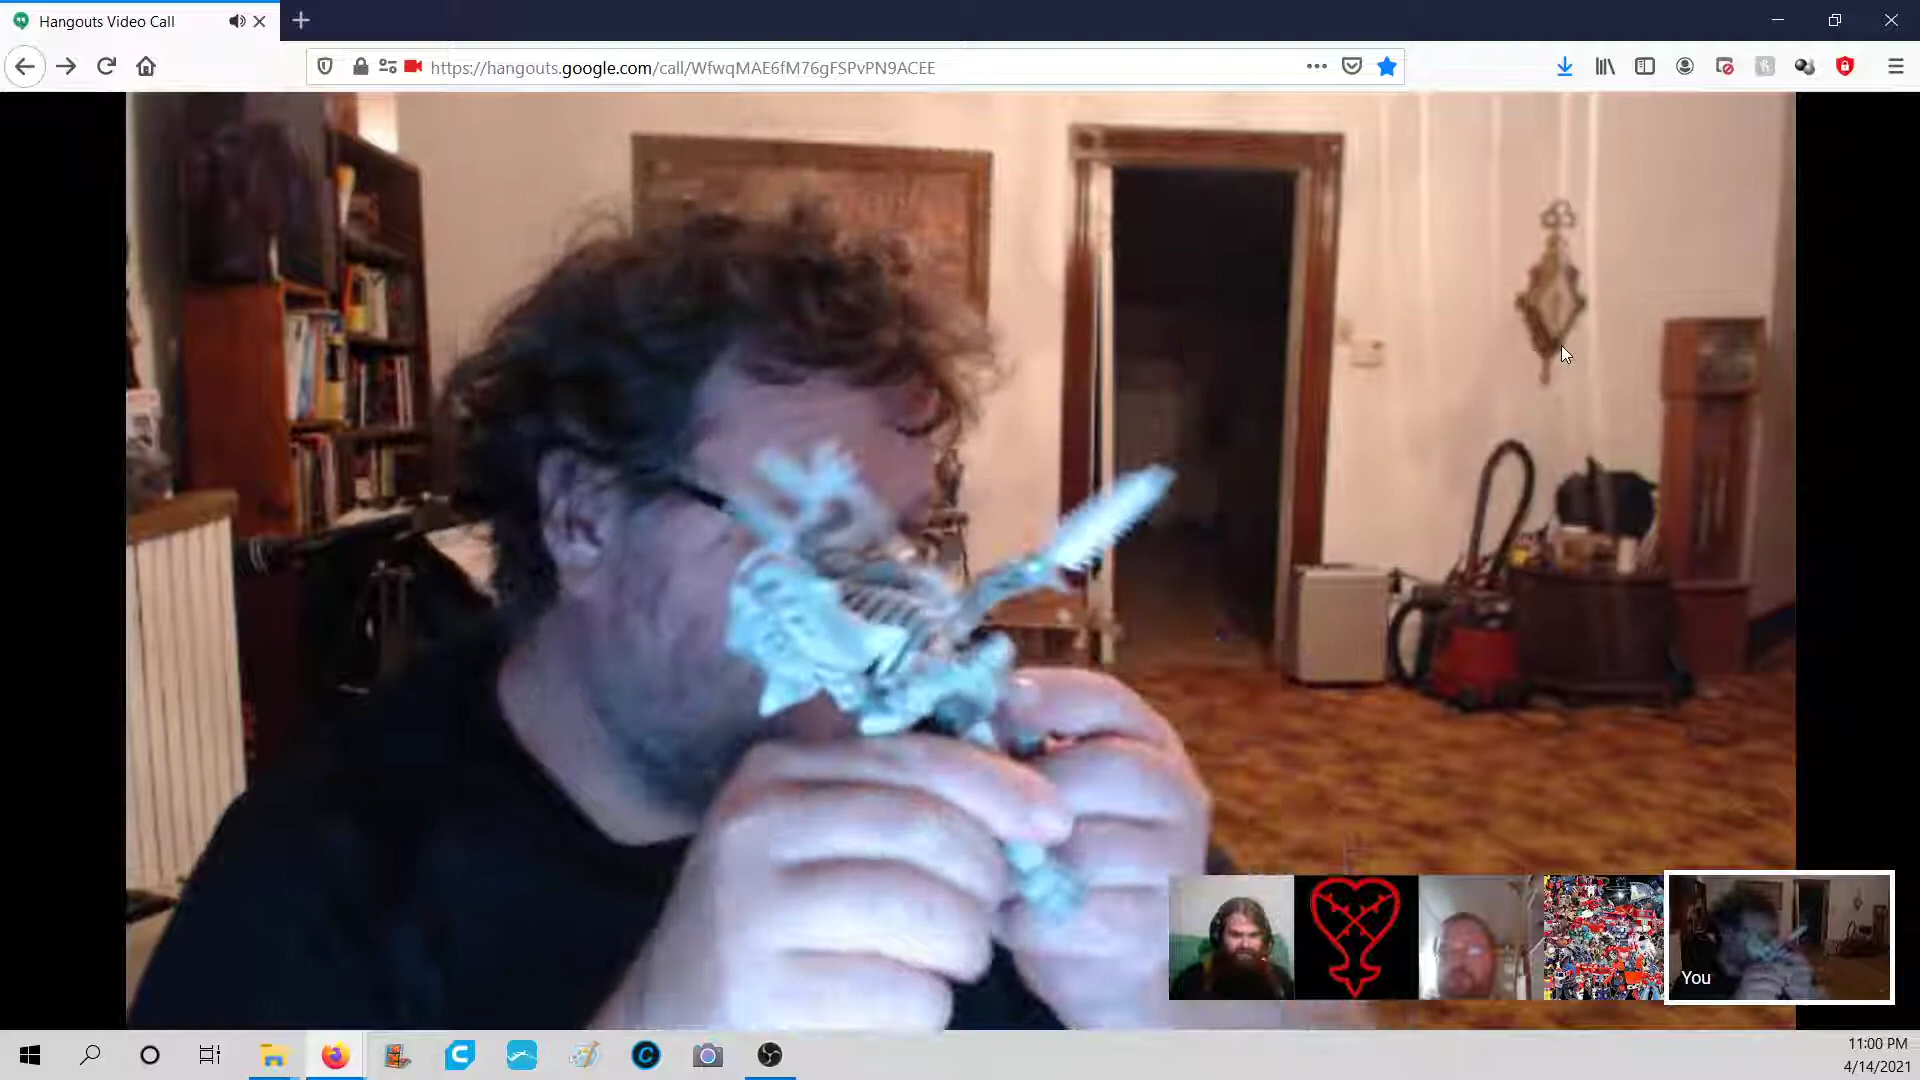 Hangouts Video Call
https://hangouts.google.com/call/WfwqMAE6fM76gFSPvPN9ACEE
You
11:00 PM
4/14/2021